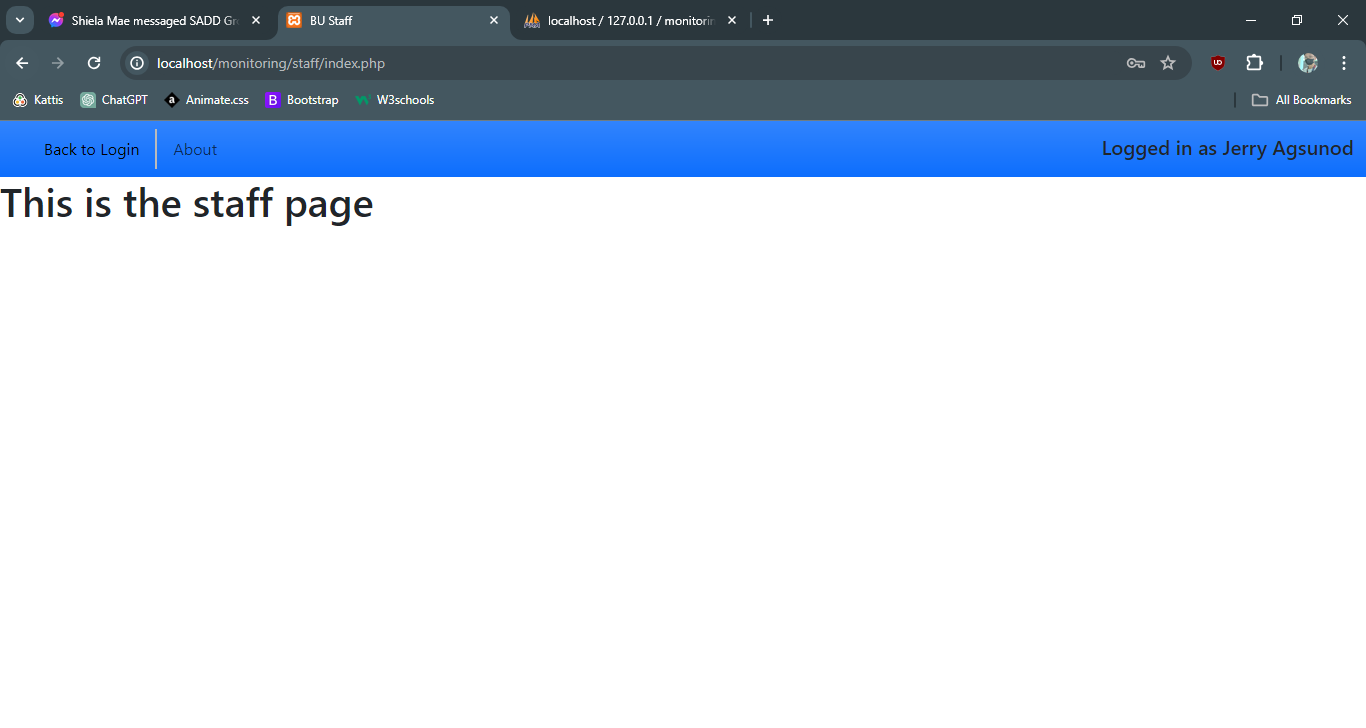 Shiela Mae messaged SADD Gr
BU Staff
localhost / 127.0.0.1 / monitorin
localhost/monitoring/staff/index.php
Kattis
ChatGPT
Animate.css
Bootstrap
W3schools
All Bookmarks
Back to Login
About
Logged in as Jerry Agsunod
This is the staff page